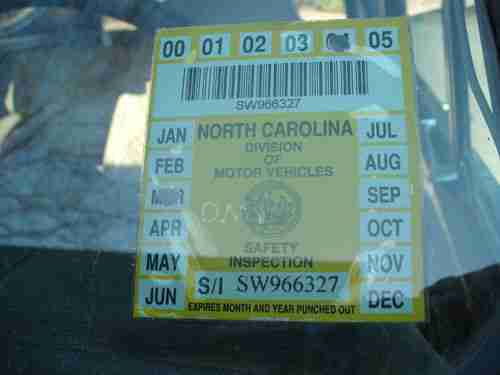 00 01 02 03 05
SW966327
JAN NORTH CAROLINA JUL
DIVISION
FEB OF AUG
MOTOR VEHICLES
SEP
APR OCT
SAFETY
MAY INSPECTION NOV
S/I SW966327
JUN DEC
EXPIRES MONTH AND YEAR PUNCHED OUT